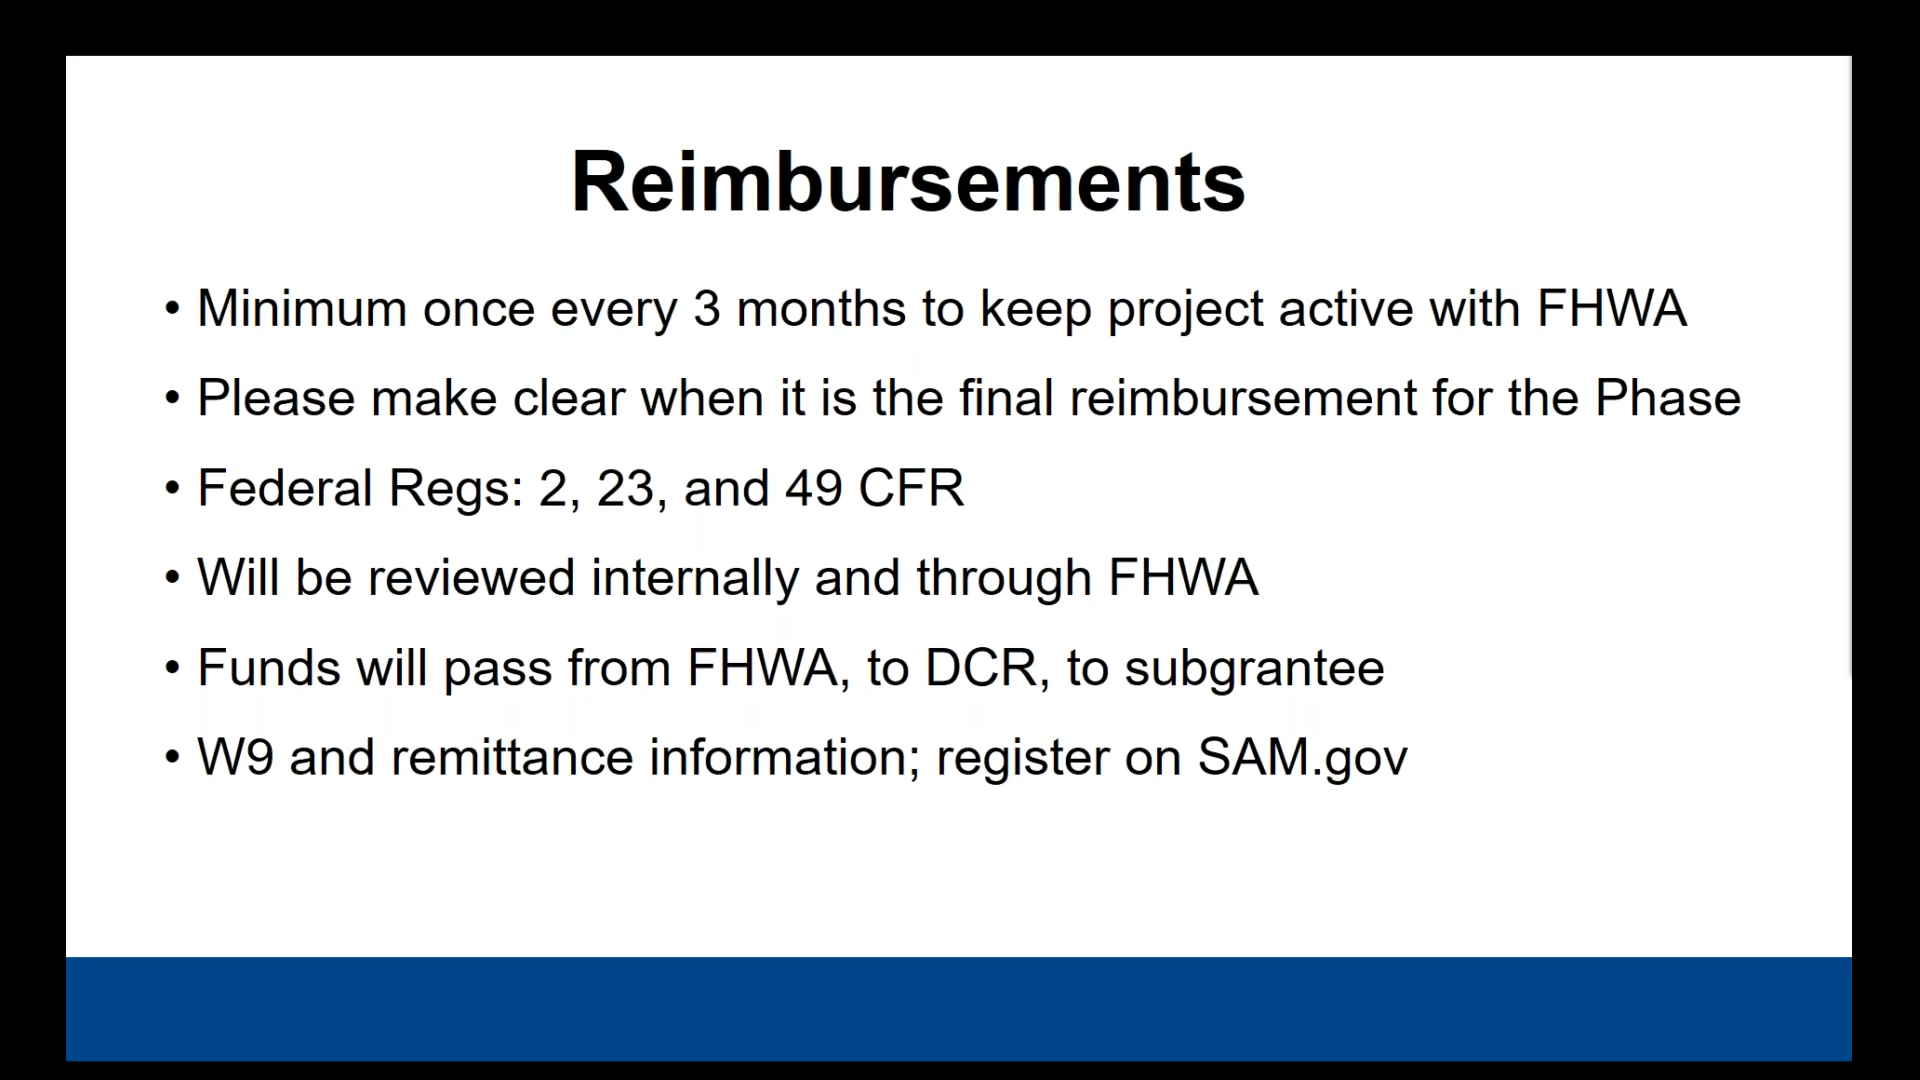 Reimbursements
• Minimum once every 3 months to keep project active with FHWA
• Please make clear when it is the final reimbursement for the Phase
• Federal Regs: 2, 23, and 49 CFR
• Will be reviewed internally and through FHWA
• Funds will pass from FHWA, to DCR, to subgrantee
• W9 and remittance information; register on SAM.gov